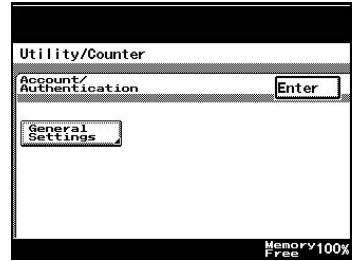 Utility/Counter
Account/
Authentication
Enter
General
Settings
Memory
Free 100%